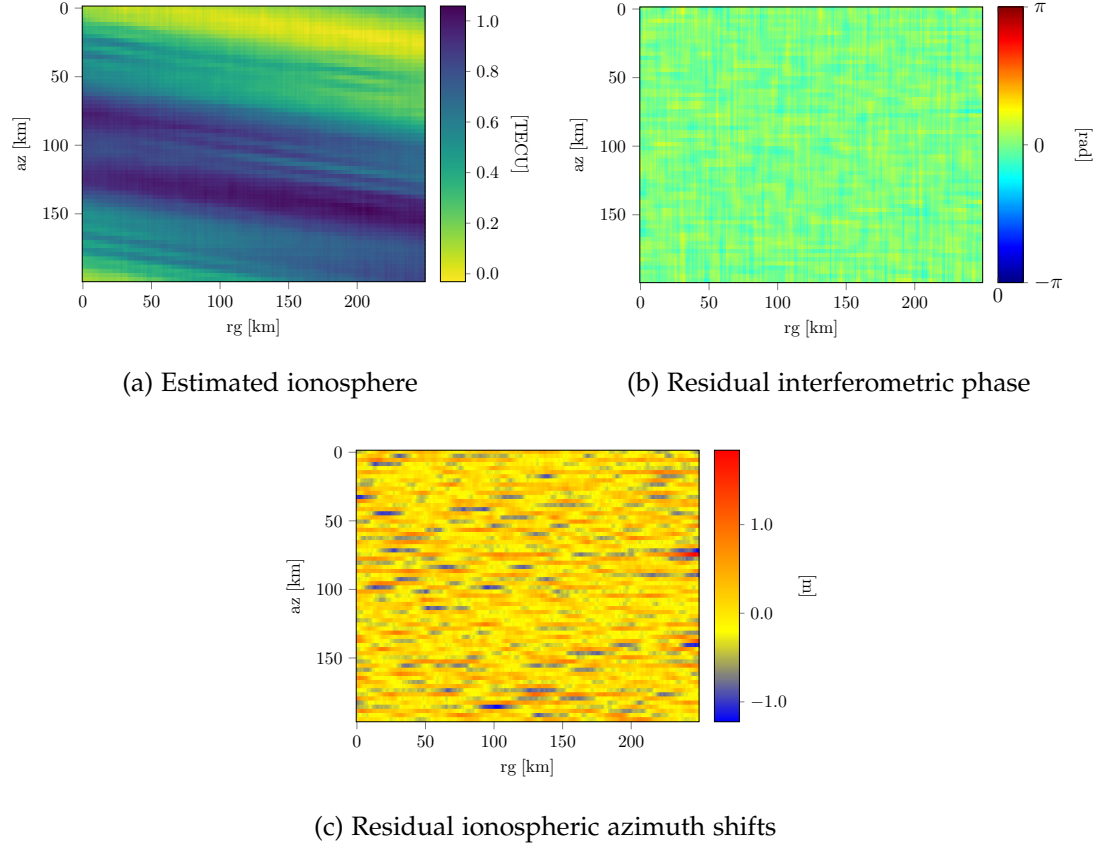 0
50
100
150
az [km]
0
50
100
150
200
rg [km]
1.0
0.8
0.6
0.4
0.2
0.0
[TECU]
(a) Estimated ionosphere
0
50
100
150
az [km]
0
50
100
150
200
rg [km]
π
0
−π
0
[rad]
(b) Residual interferometric phase
0
50
100
150
az [km]
0
50
100
150
200
rg [km]
1.0
0.0
−1.0
[m]
(c) Residual ionospheric azimuth shifts